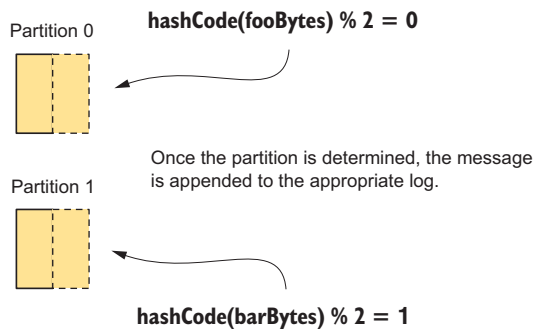 hashCode(fooBytes) % 2 = 0
Partition 0
Once the partition is determined, the message
is appended to the appropriate log.
Partition 1
hashCode(barBytes) % 2 = 1